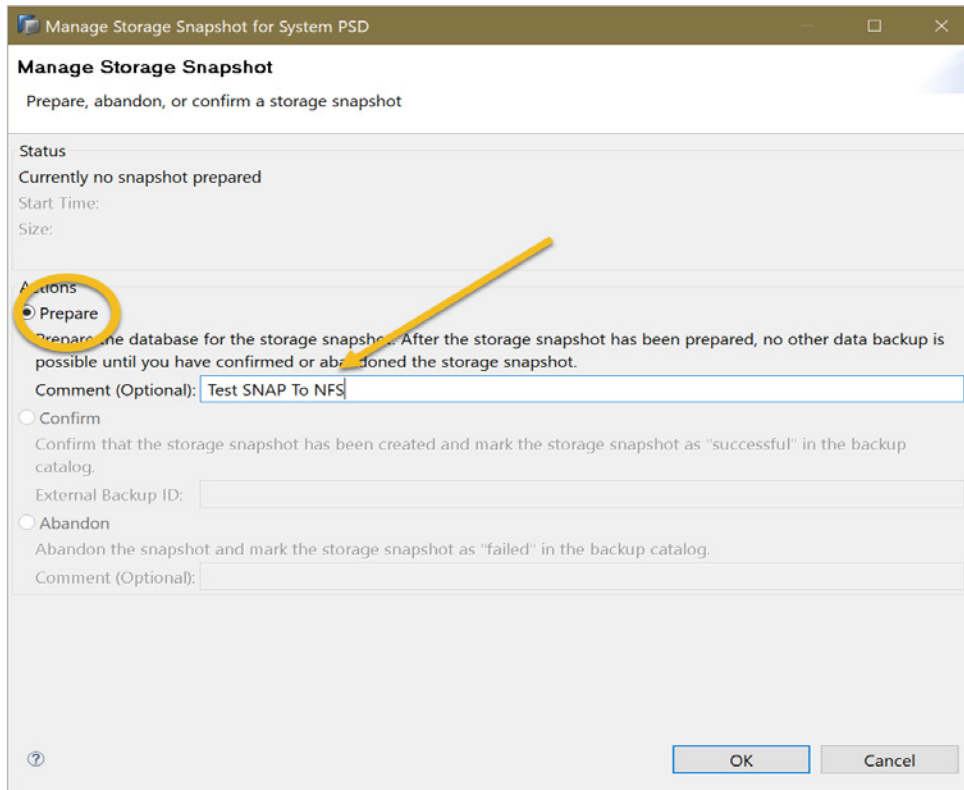 Manage Storage Snapshot for System PSD
Manage Storage Snapshot
Prepare, abandon, or confirm a storage snapshot
Status
Currently no snapshot prepared
Start Time:
Size:
Actions
Prepare
Prepare the database for the storage snapshot. After the storage snapshot has been prepared, no other data backup is
possible until you have confirmed or abandoned the storage snapshot.
Comment (Optional): Test SNAP To NFS
Confirm
Confirm that the storage snapshot has been created and mark the storage snapshot as "successful" in the backup
catalog.
External Backup ID:
Abandon
Abandon the snapshot and mark the storage snapshot as "failed" in the backup catalog.
Comment (Optional):
? OK Cancel